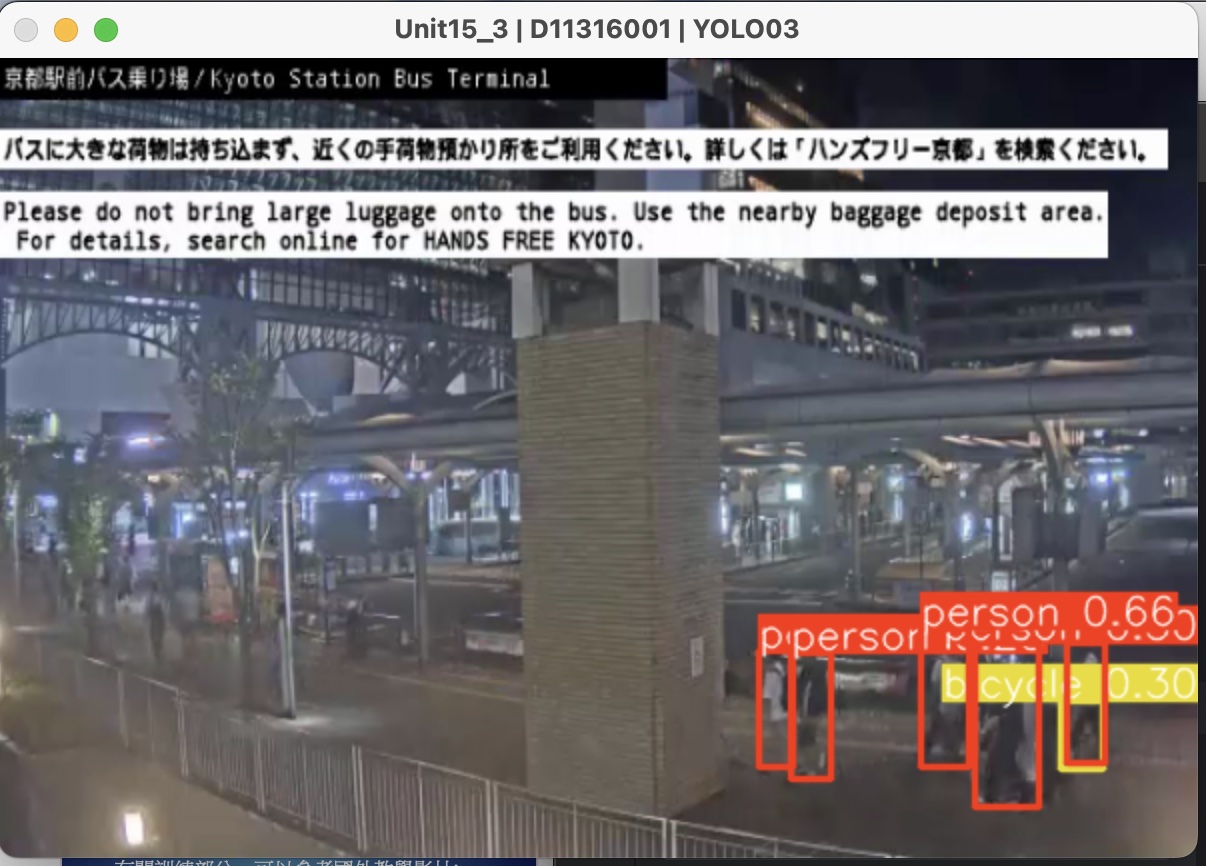 Unit15_3 | D11316001 | YOLO03
京都駅前バス乗り場/Kyoto Station Bus Terminal
バスに大きな荷物は持ち込まず、近くの手荷物預かり所をご利用ください。詳しくは「ハンズフリー京都」を検索ください。
Please do not bring large luggage onto the bus. Use the nearby baggage deposit area.
For details, search online for HANDS FREE KYOTO.
person 0.66
person
bicycle 0.30